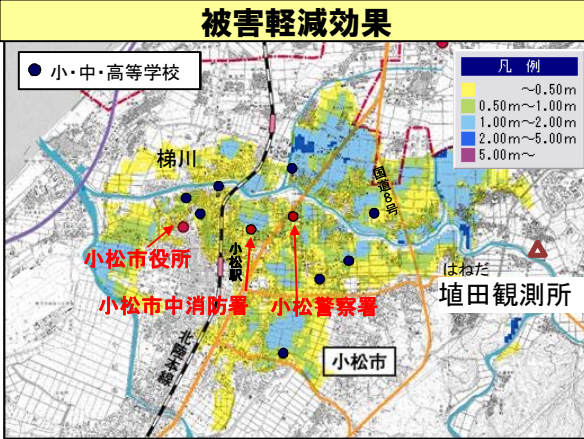 被害軽減効果
小・中・高等学校
凡例
～0.50m
0.50m～1.00m
1.00m～2.00m
2.00m～5.00m
5.00m～
梯川
国道8号
小松市役所
小松駅
はねだ
埴田観測所
小松市中消防署
小松警察署
北陸本線
小松市